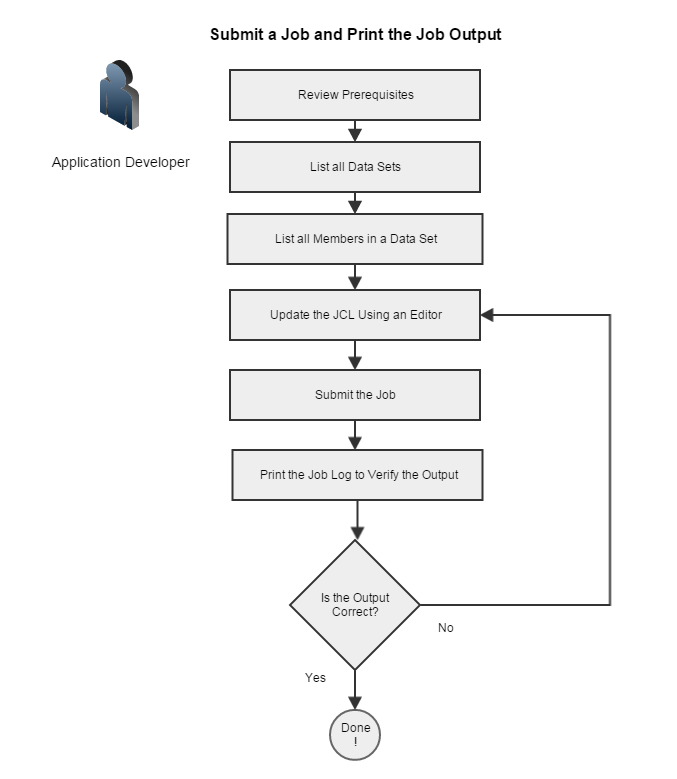 Submit a Job and Print the Job Output
Application Developer
Review Prerequisites
List all Data Sets
List all Members in a Data Set
Update the JCL Using an Editor
Submit the Job
Print the Job Log to Verify the Output
Is the Output
Correct?
No
Yes
Done
!